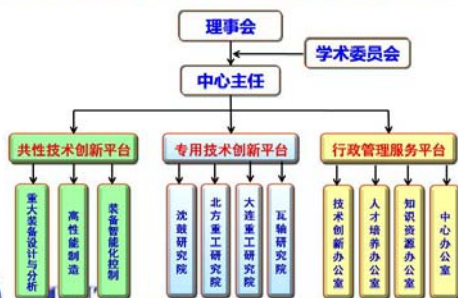 理事会
学术委员会
中心主任
共性技术创新平台
专用技术创新平台
行政管理服务平台
重大装备设计与分析
高性能制造
装备智能化控制
沈鼓研究院
北方重工研究院
大连重工研究院
瓦轴研究院
技术创新办公室
人才培养办公室
知识资源办公室
中心办公室